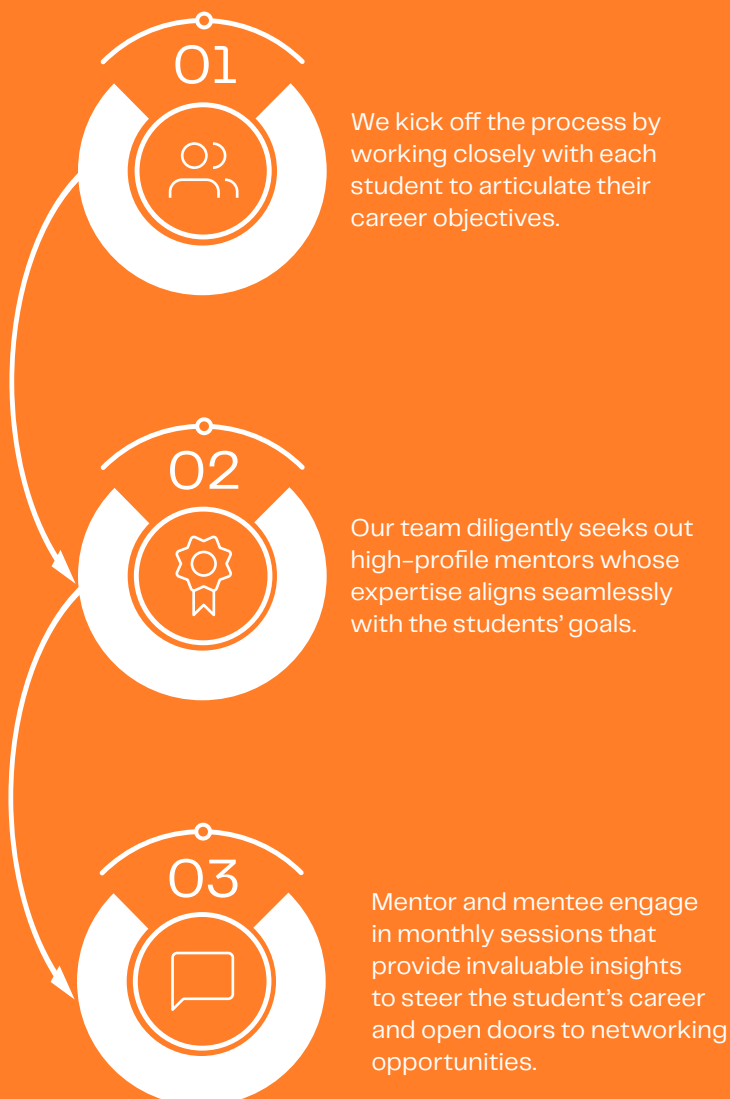 01
We kick off the process by
working closely with each
student to articulate their
career objectives.
02
Our team diligently seeks out
high-profile mentors whose
expertise aligns seamlessly
with the students’ goals.
03
Mentor and mentee engage
in monthly sessions that
provide invaluable insights
to steer the student’s career
and open doors to networking
opportunities.